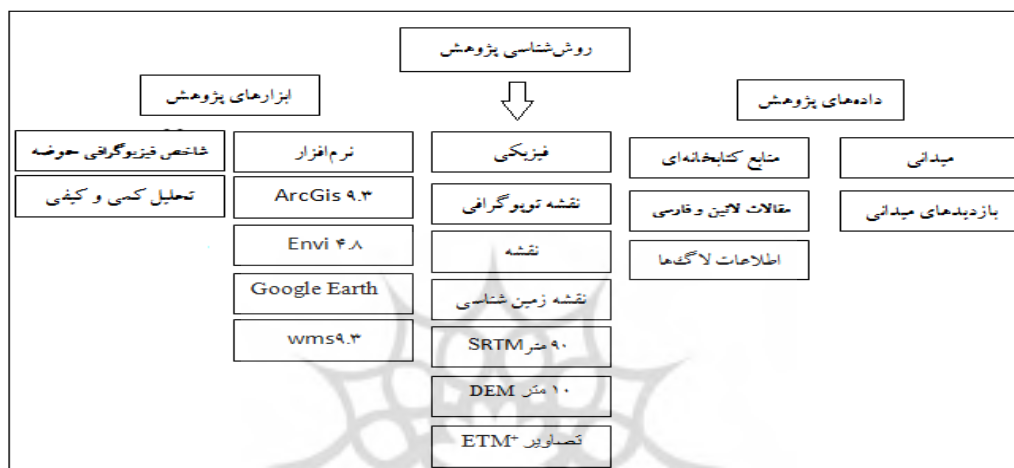 روش‌شناسی پژوهش
داده‌های پژوهش
ابزارهای پژوهش
میدانی
منابع کتابخانه‌ای
فیزیکی
نرم‌افزار
شاخص فیزیوگرافی حوضه
بازدیدهای میدانی
مقالات لاتین و فارسی
نقشه توپوگرافی
ArcGis ۹.۳
تحلیل کمی و کیفی
اطلاعات لاگ‌ها
نقشه
Envi ۴.۸
نقشه زمین شناسی
Google Earth
۹۰ متر SRTM
wms۹.۳
۱۰ متر DEM
تصاویر ETM⁺